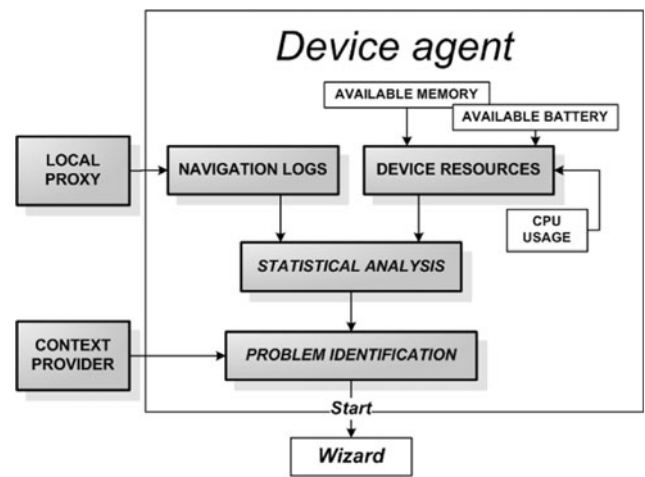 Device agent
AVAILABLE MEMORY
AVAILABLE BATTERY
LOCAL
PROXY
NAVIGATION LOGS
DEVICE RESOURCES
CPU
USAGE
STATISTICAL ANALYSIS
CONTEXT
PROVIDER
PROBLEM IDENTIFICATION
Start
Wizard